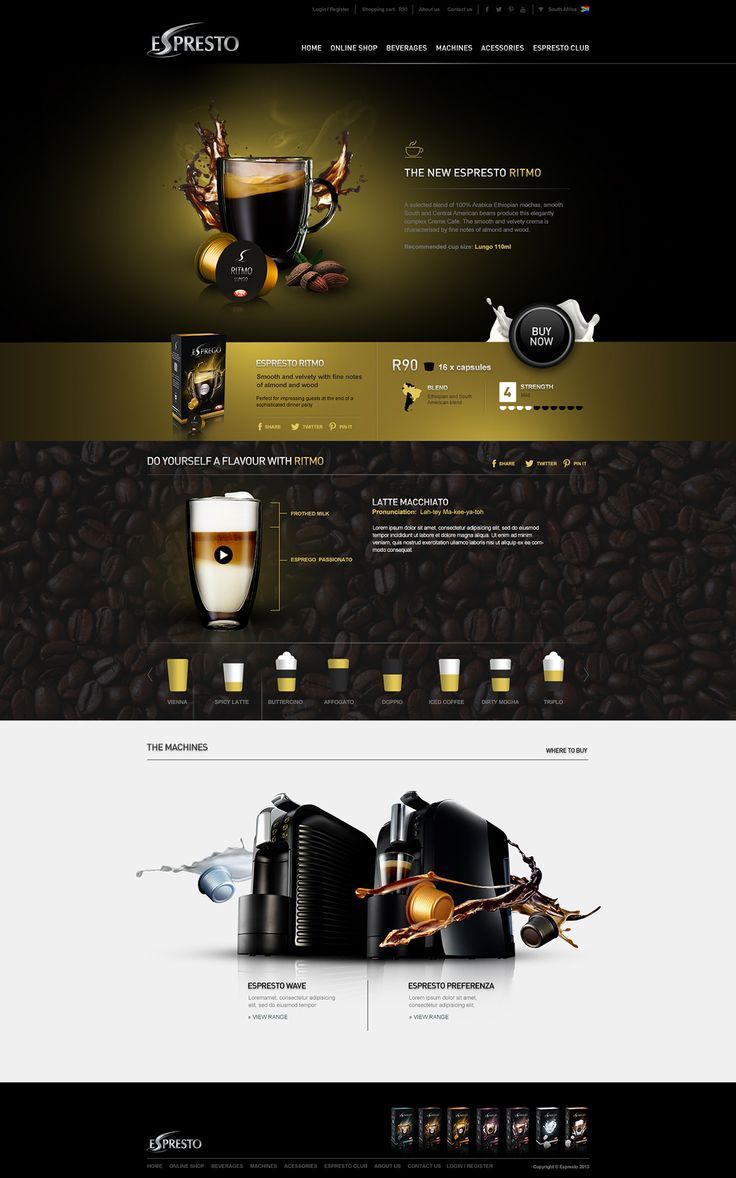 Login / Register
Shopping cart R90
About us
Contact us
South Africa
ESPRESTO
HOME ONLINE SHOP BEVERAGES MACHINES ACESSORIES ESPRESTO CLUB
THE NEW ESPRESTO RITMO
A selected blend of 100% Arabica Ethiopian mochas, smooth
South and Central American beans produce this elegantly
complex Creme Cafe. The smooth and velvety crema is
characterised by fine notes of almond and wood.
Recommended cup size: Lungo 110ml
RITMO
LUNGO
BUY
NOW
ESPREGO
ESPRESTO RITMO
Smooth and velvety with fine notes
of almond and wood
Perfect for impressing guests at the end of a
sophisticated dinner party
SHARE TWITTER PIN IT
R90 16 x capsules
BLEND
Ethiopian and South
American blend
4
STRENGTH
Mild
DO YOURSELF A FLAVOUR WITH RITMO
SHARE TWITTER PIN IT
FROTHED MILK
ESPREGO PASSIONATO
LATTE MACCHIATO
Pronunciation: Lah-tey Ma-kee-ya-toh
Lorem ipsum dolor sit amet, consectetur adipisicing elit, sed do eiusmod
tempor incididunt ut labore et dolore magna aliqua. Ut enim ad minim
veniam, quis nostrud exercitation ullamco laboris nisi ut aliquip ex ea com-
modo consequat.
VIENNA SPICY LATTE BUTTERCINO AFFOGATO DOPPIO ICED COFFEE DIRTY MOCHA TRIPLO
THE MACHINES
WHERE TO BUY
ESPRESTO WAVE
Loremamet, consectetur adipisicing
elit, sed do eiusmod tempor.
» VIEW RANGE
ESPRESTO PREFERENZA
Lorem ipsum dolor sit amet,
consectetur adipisicing elit,
» VIEW RANGE
ESPRESTO
HOME ONLINE SHOP BEVERAGES MACHINES ACESSORIES ESPRESTO CLUB ABOUT US CONTACT US LOGIN / REGISTER
Copyright © Espresto 2013